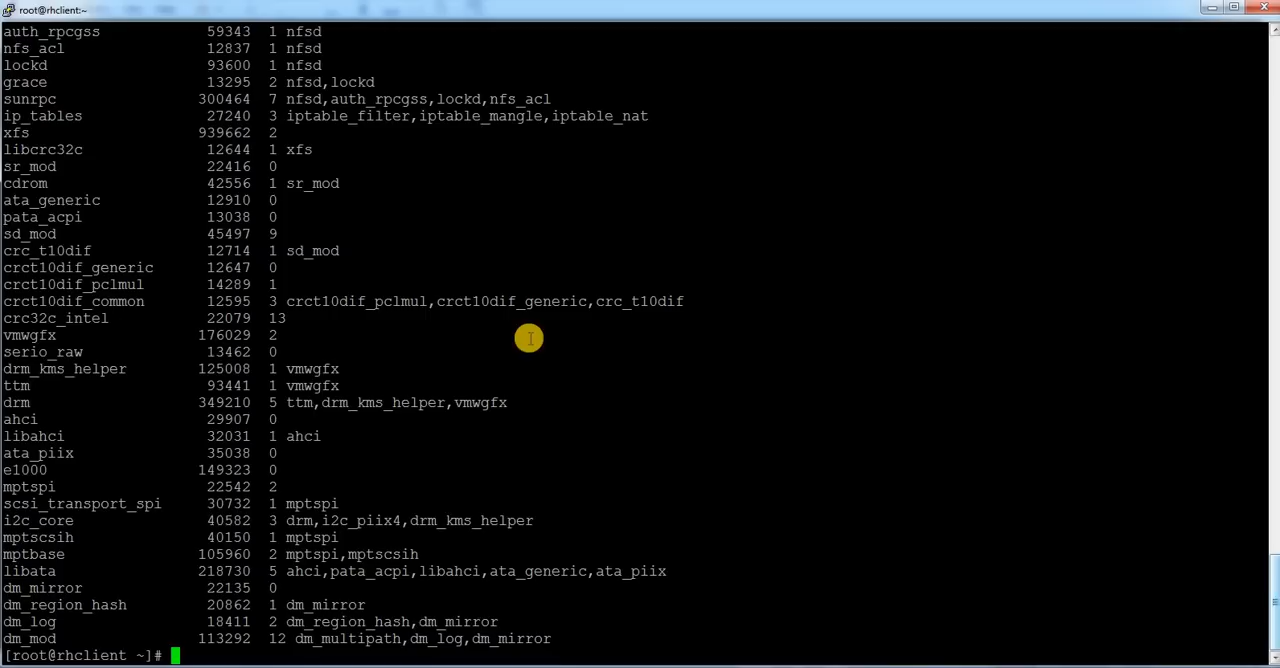 root@rhclient:~
auth_rpcgss 59343 1 nfsd
nfs_acl 12837 1 nfsd
lockd 93600 1 nfsd
grace 13295 2 nfsd,lockd
sunrpc 300464 7 nfsd,auth_rpcgss,lockd,nfs_acl
ip_tables 27240 3 iptable_filter,iptable_mangle,iptable_nat
xfs 939662 2
libcrc32c 12644 1 xfs
sr_mod 22416 0
cdrom 42556 1 sr_mod
ata_generic 12910 0
pata_acpi 13038 0
sd_mod 45497 9
crc_t10dif 12714 1 sd_mod
crct10dif_generic 12647 0
crct10dif_pclmul 14289 1
crct10dif_common 12595 3 crct10dif_pclmul,crct10dif_generic,crc_t10dif
crc32c_intel 22079 13
vmwgfx 176029 2
serio_raw 13462 0
drm_kms_helper 125008 1 vmwgfx
ttm 93441 1 vmwgfx
drm 349210 5 ttm,drm_kms_helper,vmwgfx
ahci 29907 0
libahci 32031 1 ahci
ata_piix 35038 0
e1000 149323 0
mptspi 22542 2
scsi_transport_spi 30732 1 mptspi
i2c_core 40582 3 drm,i2c_piix4,drm_kms_helper
mptscsih 40150 1 mptspi
mptbase 105960 2 mptspi,mptscsih
libata 218730 5 ahci,pata_acpi,libahci,ata_generic,ata_piix
dm_mirror 22135 0
dm_region_hash 20862 1 dm_mirror
dm_log 18411 2 dm_region_hash,dm_mirror
dm_mod 113292 12 dm_multipath,dm_log,dm_mirror
[root@rhclient ~]#